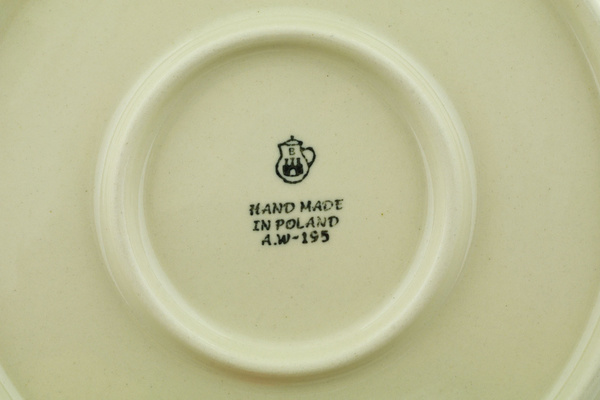 B
HAND MADE
IN POLAND
A.W-195